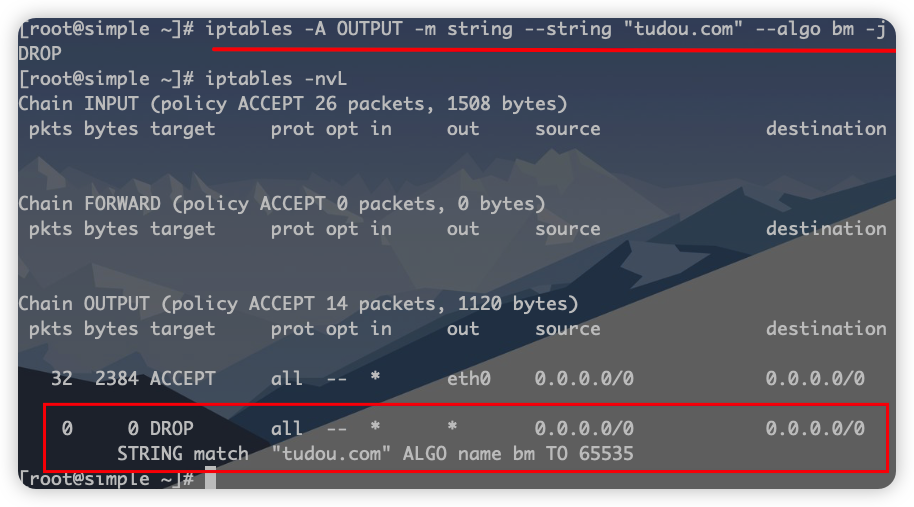 [root@simple ~]# iptables -A OUTPUT -m string --string "tudou.com" --algo bm -j
DROP
[root@simple ~]# iptables -nvL
Chain INPUT (policy ACCEPT 26 packets, 1508 bytes)
 pkts bytes target     prot opt in     out     source               destination
Chain FORWARD (policy ACCEPT 0 packets, 0 bytes)
 pkts bytes target     prot opt in     out     source               destination
Chain OUTPUT (policy ACCEPT 14 packets, 1120 bytes)
 pkts bytes target     prot opt in     out     source               destination
   32  2384 ACCEPT     all  --  *      eth0    0.0.0.0/0            0.0.0.0/0
    0     0 DROP       all  --  *      *       0.0.0.0/0            0.0.0.0/0
         STRING match  "tudou.com" ALGO name bm TO 65535
[root@simple ~]#